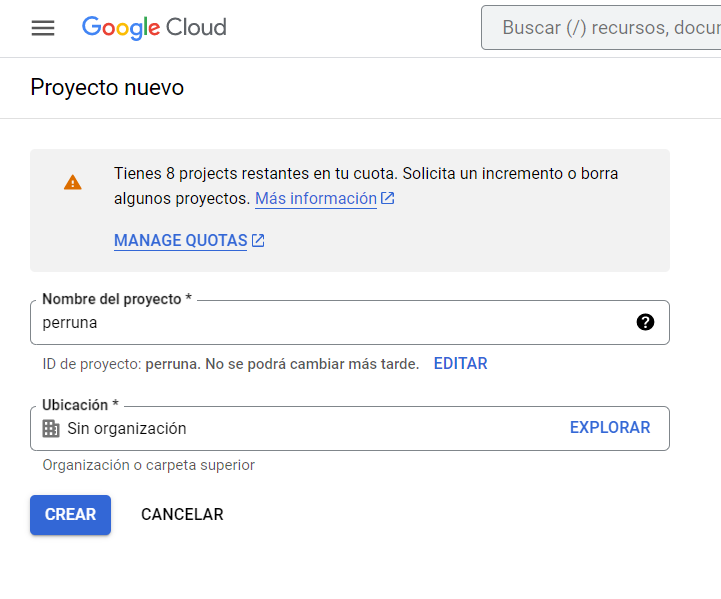 Google Cloud
Buscar (/) recursos, docu
Proyecto nuevo
Tienes 8 projects restantes en tu cuota. Solicita un incremento o borra
algunos proyectos. Más información
MANAGE QUOTAS
Nombre del proyecto *
perruna
ID de proyecto: perruna. No se podrá cambiar más tarde. EDITAR
Ubicación *
Sin organización EXPLORAR
Organización o carpeta superior
CREAR CANCELAR